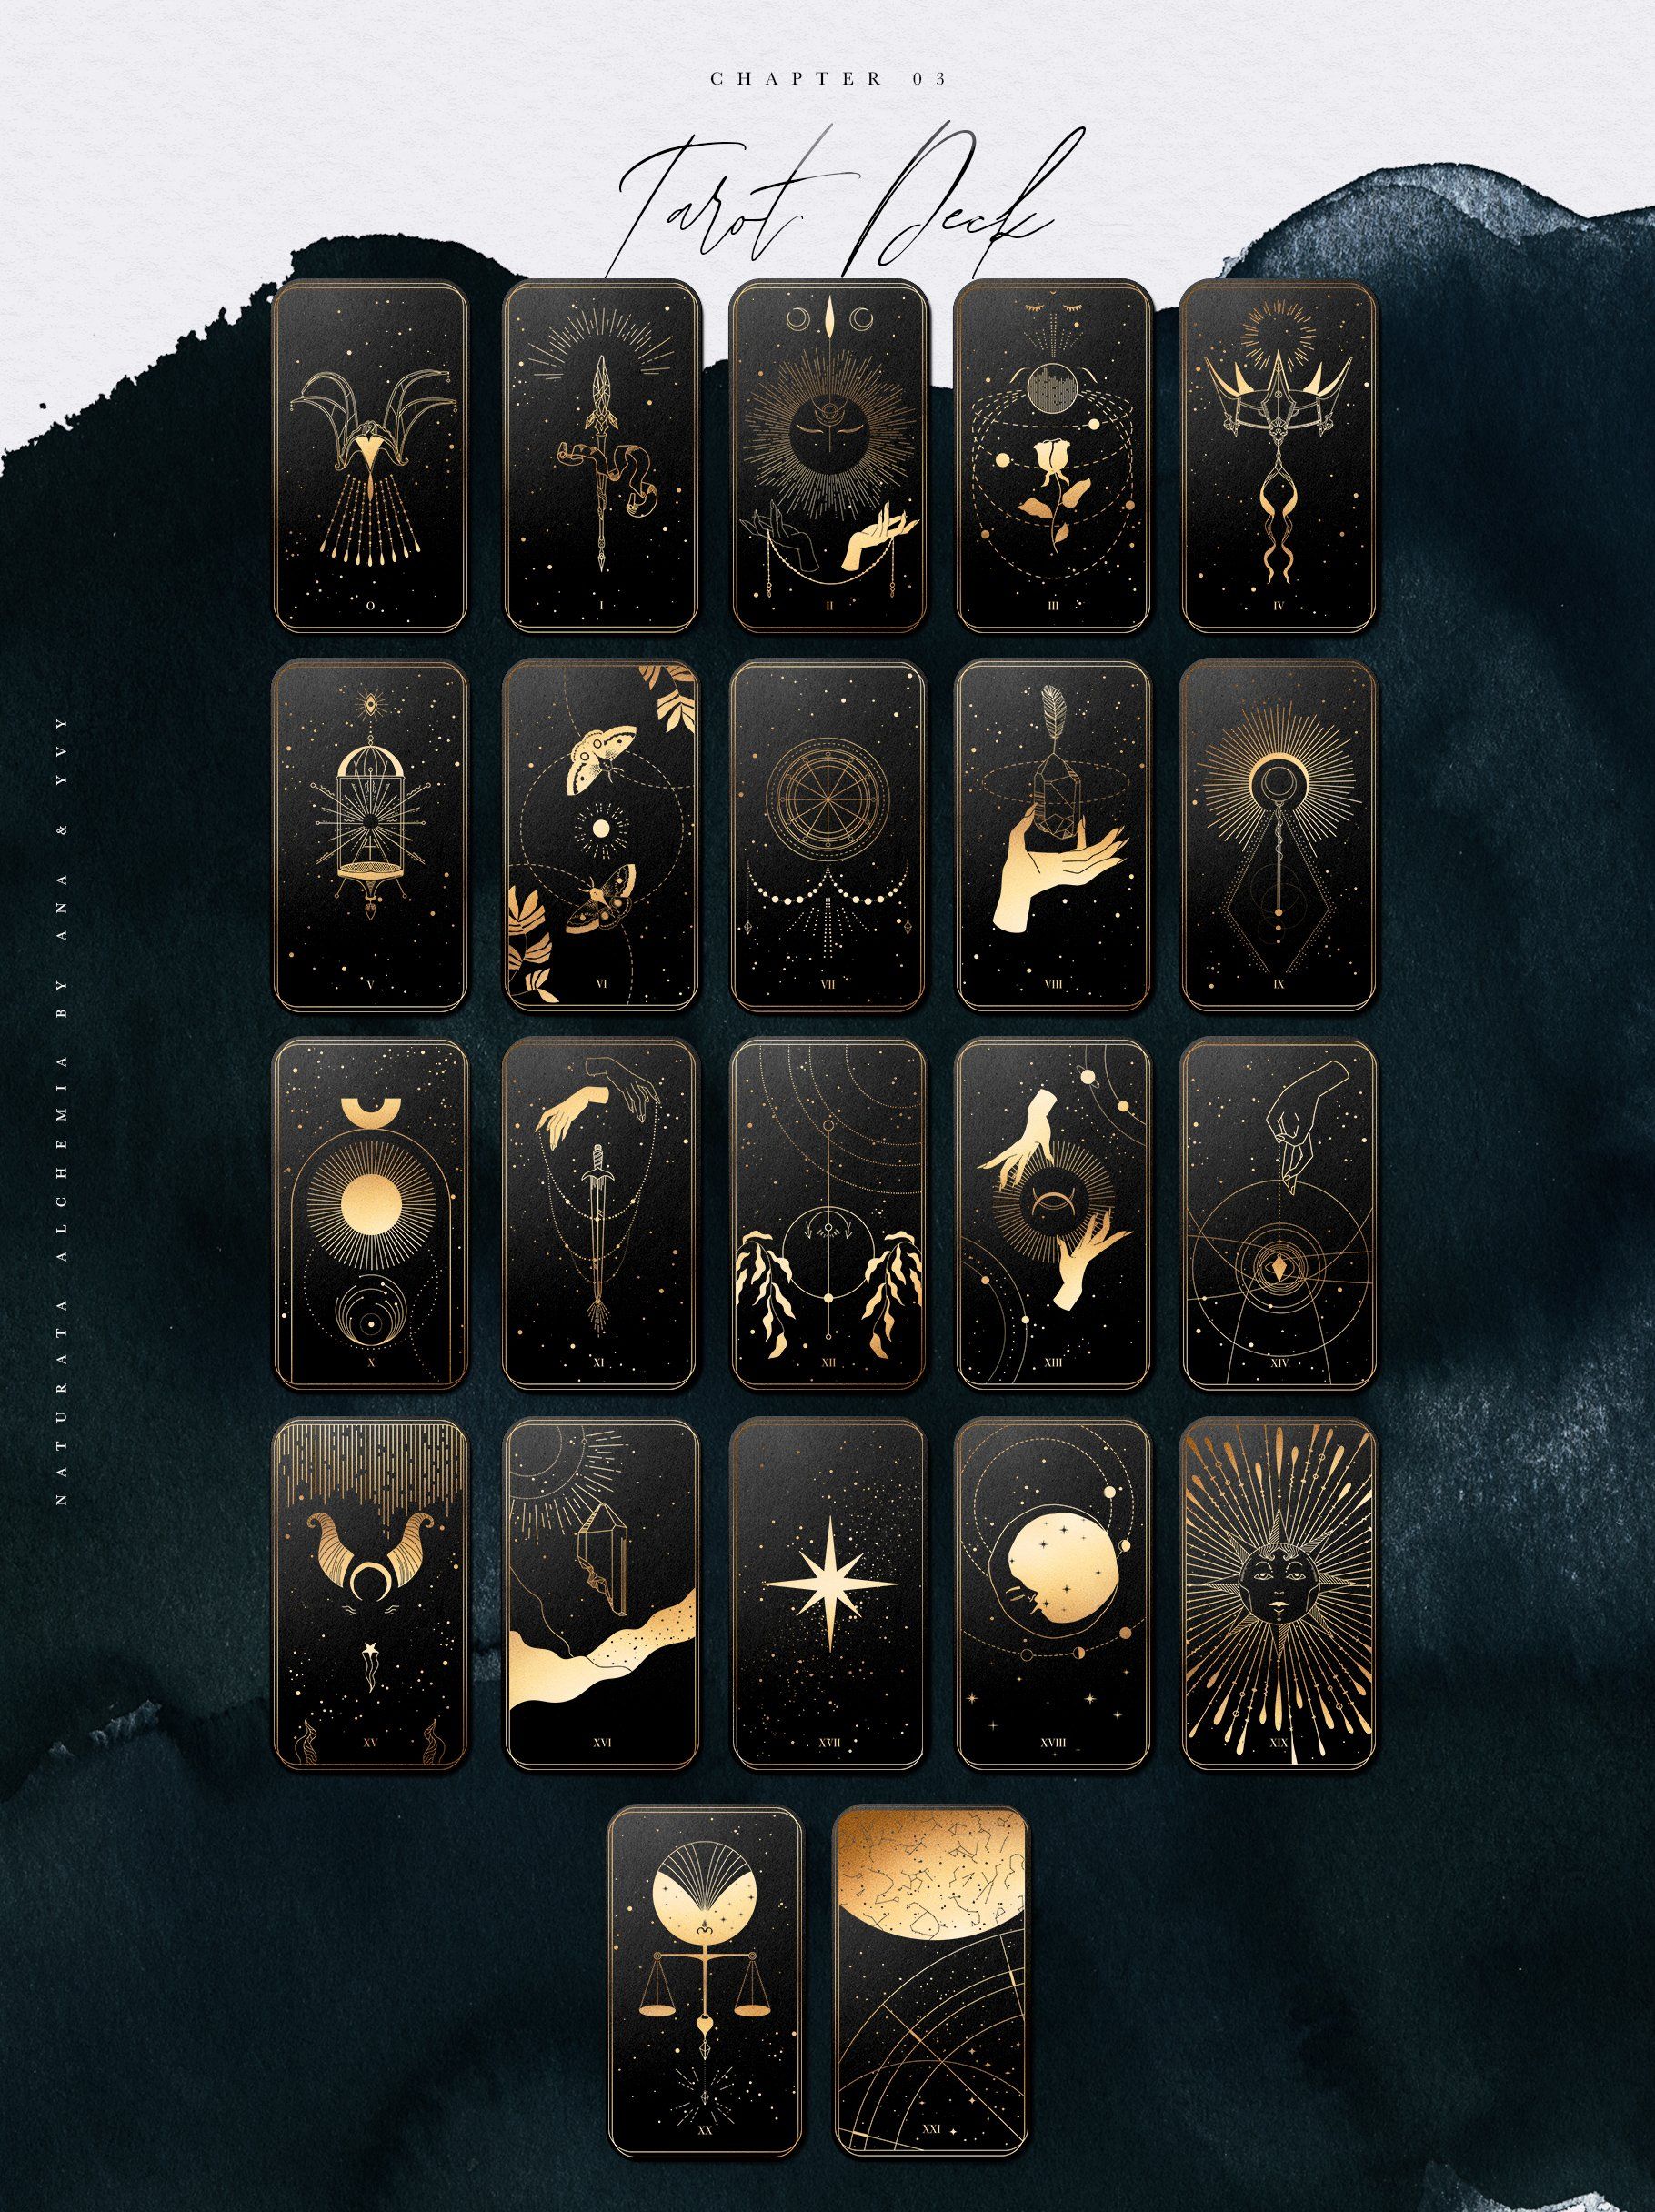 CHAPTER 03
Tarot Deck
O
I
II
III
IV
V
VI
VII
VIII
IX
X
XI
XII
XIII
XIV
XV
XVI
XVII
XVIII
XIX
XX
XXI
NATURATA ALCHEMIA BY ANA & YVY